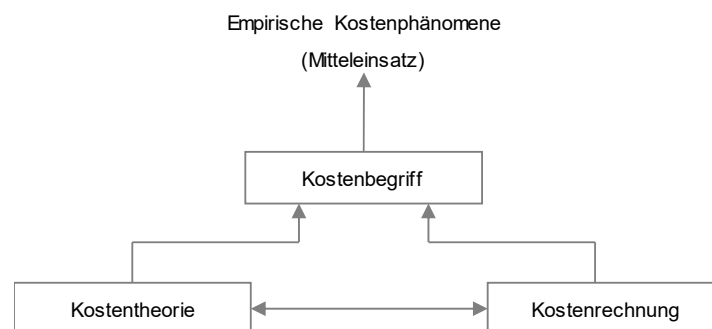 Empirische Kostenphänomene
(Mitteleinsatz)
Kostenbegriff
Kostentheorie
Kostenrechnung